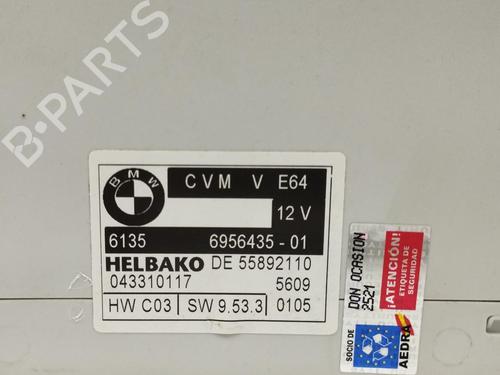 B-PARTS
BMW
CVM V E64
12 V
6135 6956435 - 01
HELBAKO DE 55892110
043310117 5609
HW C03 SW 9.53.3 0105
DON OCASION
2521
¡ATENCIÓN!
ETIQUETA DE
SEGURIDAD
SOCIO DE
AEDRA